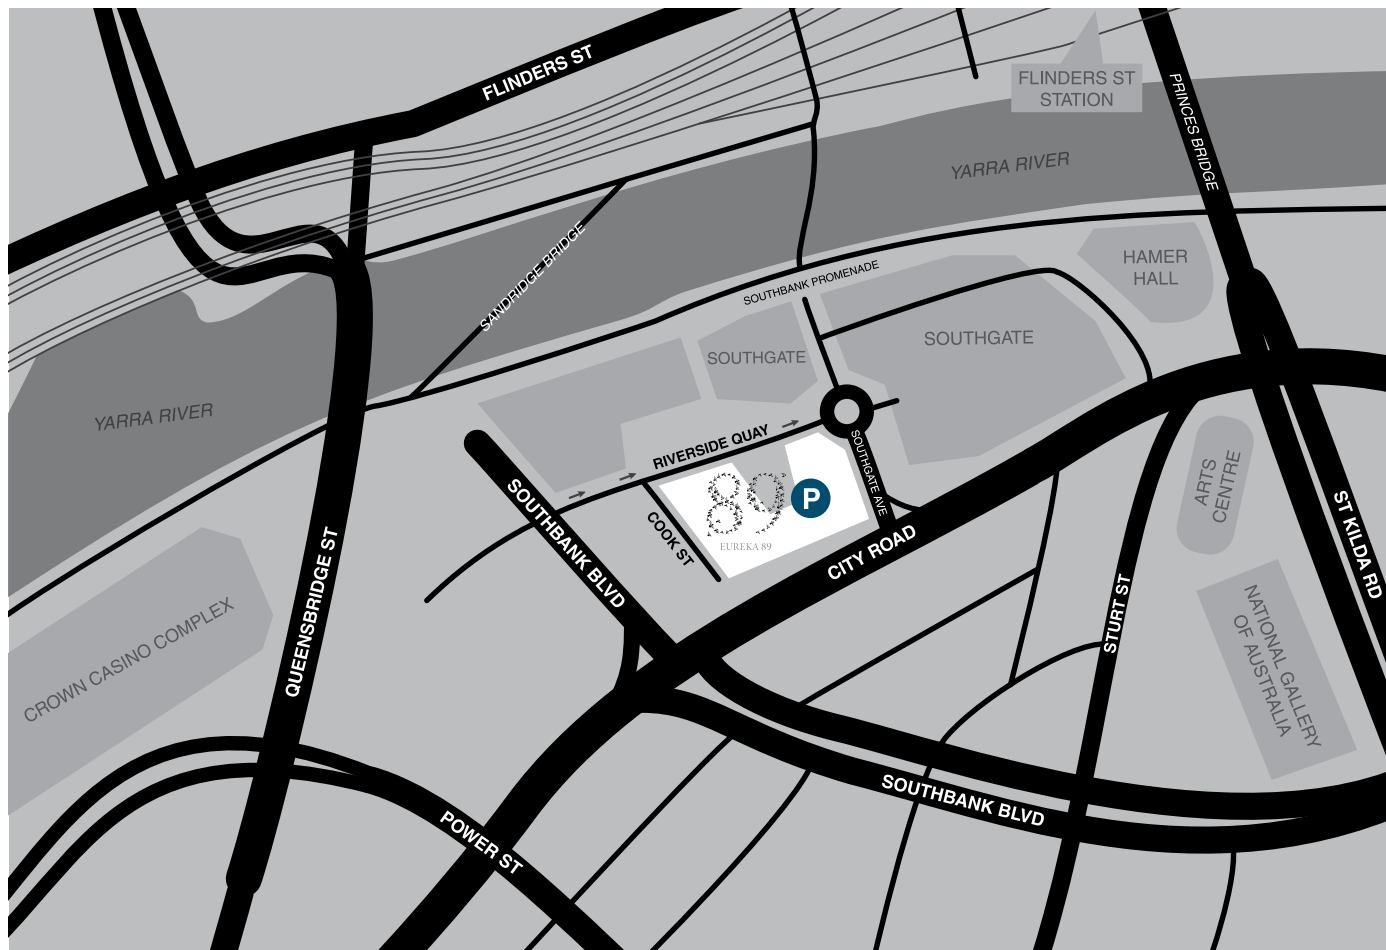 FLINDERS ST
FLINDERS ST
STATION
PRINCES BRIDGE
YARRA RIVER
SANDRIDGE BRIDGE
SOUTHBANK PROMENADE
HAMER
HALL
SOUTHGATE
SOUTHGATE
YARRA RIVER
RIVERSIDE QUAY
SOUTHGATE AVE
89
P
EUREKA 89
COOK ST
SOUTHBANK BLVD
CITY ROAD
ARTS
CENTRE
ST KILDA RD
QUEENSBRIDGE ST
CROWN CASINO COMPLEX
STURT ST
NATIONAL GALLERY
OF AUSTRALIA
SOUTHBANK BLVD
POWER ST